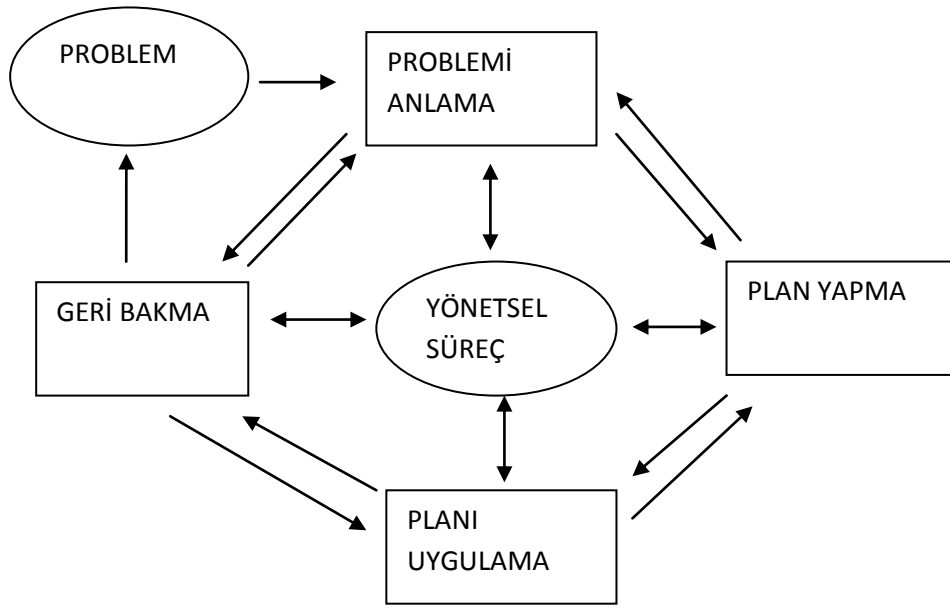 PROBLEM
PROBLEMİ
ANLAMA
GERİ BAKMA
YÖNETSEL
SÜREÇ
PLAN YAPMA
PLANI
UYGULAMA